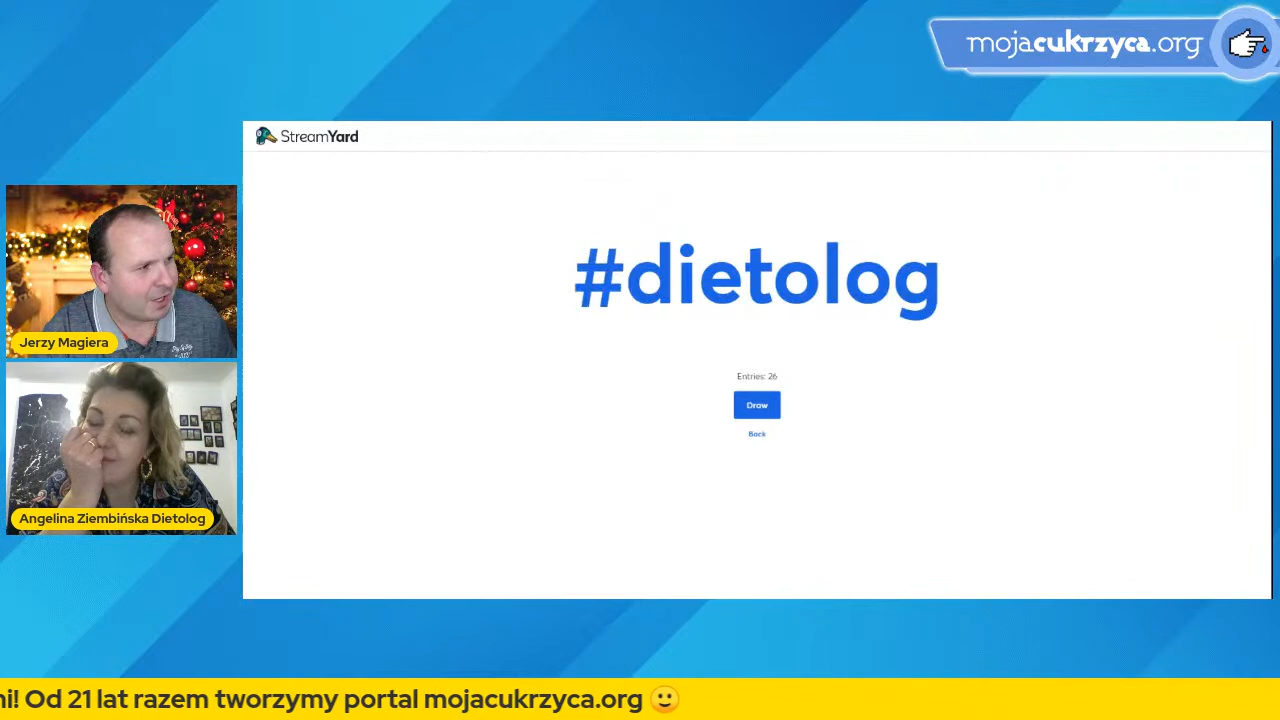 mojacukrzyca.org
StreamYard
#dietolog
Entries: 26
Draw
Back
Jerzy Magiera
Angelina Ziembińska Dietolog
ni! Od 21 lat razem tworzymy portal mojacukrzyca.org 🙂